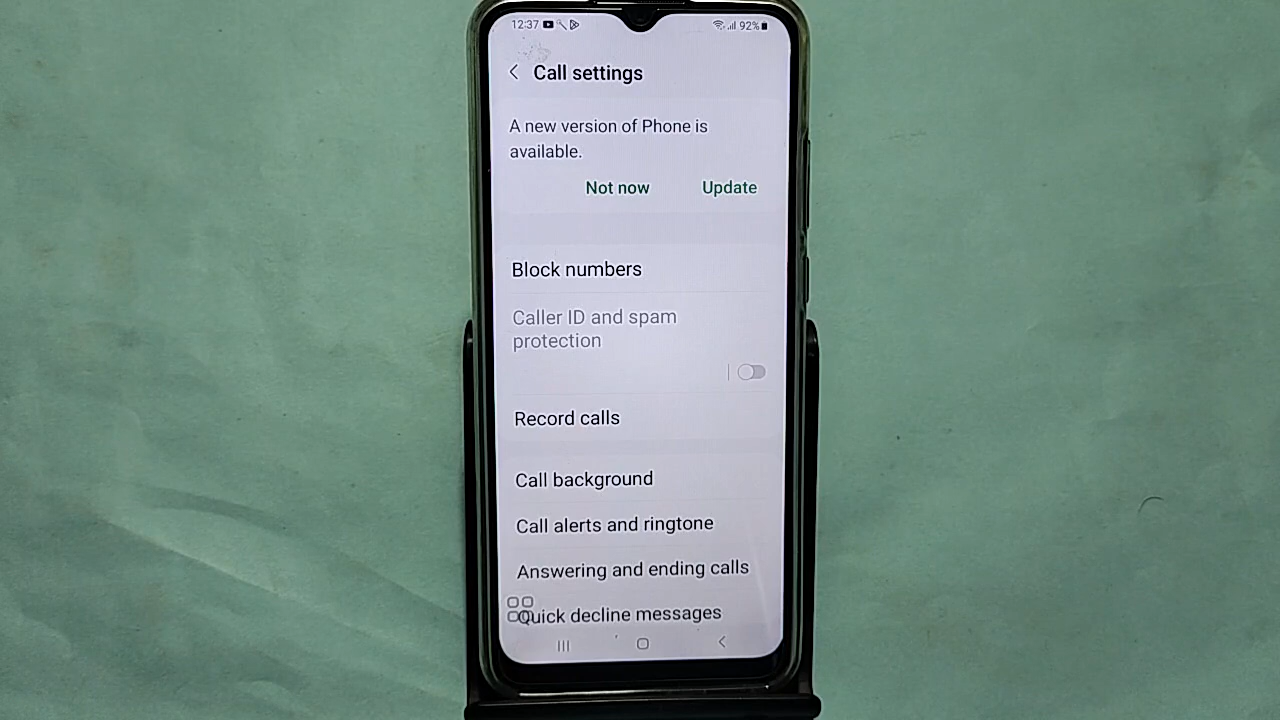 12:37 92%
Call settings
A new version of Phone is
available.
Not now Update
Block numbers
Caller ID and spam
protection
Record calls
Call background
Call alerts and ringtone
Answering and ending calls
Quick decline messages